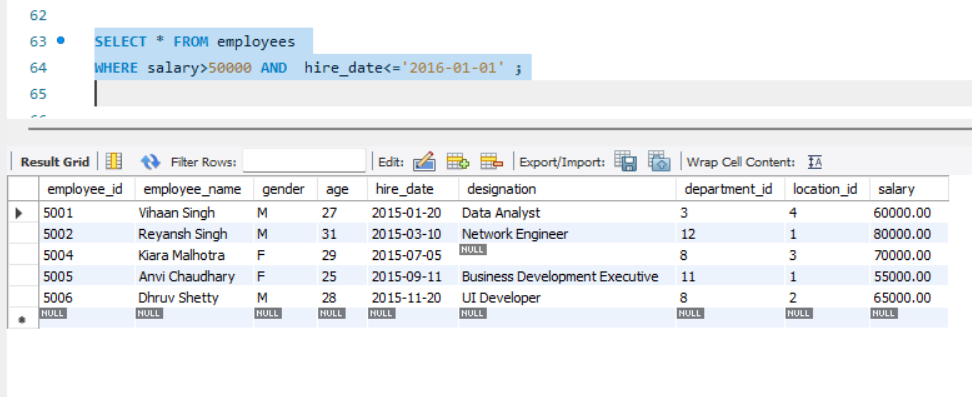 62
63 SELECT * FROM employees
64 WHERE salary>50000 AND  hire_date<='2016-01-01' ;
65
Result Grid Filter Rows: Edit: Export/Import: Wrap Cell Content:
employee_id employee_name gender age hire_date designation department_id location_id salary
5001 Vihaan Singh M 27 2015-01-20 Data Analyst 3 4 60000.00
5002 Reyansh Singh M 31 2015-03-10 Network Engineer 12 1 80000.00
5004 Kiara Malhotra F 29 2015-07-05 NULL 8 3 70000.00
5005 Anvi Chaudhary F 25 2015-09-11 Business Development Executive 11 1 55000.00
5006 Dhruv Shetty M 28 2015-11-20 UI Developer 8 2 65000.00
NULL NULL NULL NULL NULL NULL NULL NULL NULL